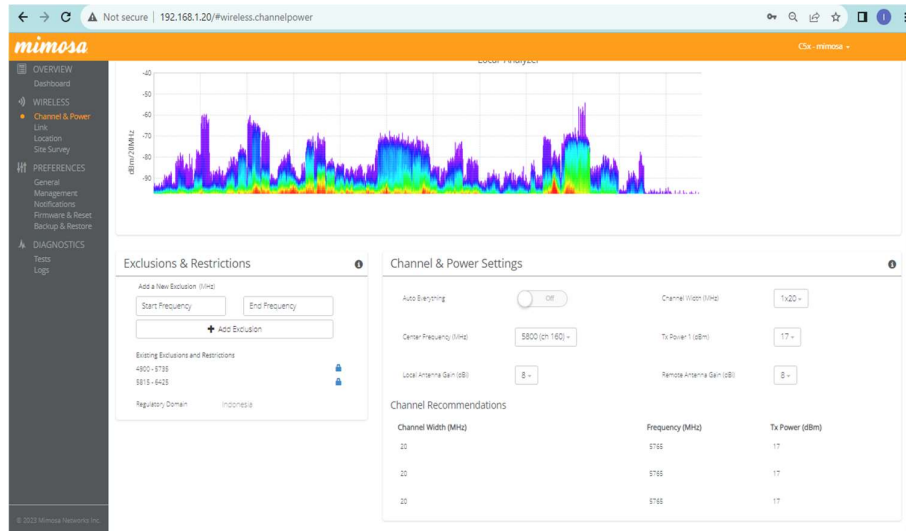 Not secure | 192.168.1.20/#wireless.channelpower
mimosa
C5x - mimosa
OVERVIEW
Dashboard
WIRELESS
Channel & Power
Link
Location
Site Survey
PREFERENCES
General
Management
Notifications
Firmware & Reset
Backup & Restore
DIAGNOSTICS
Tests
Logs
© 2023 Mimosa Networks Inc.
Local Analyzer
dBm/20MHz
-40
-50
-60
-70
-80
-90
Exclusions & Restrictions
Add a New Exclusion (MHz)
Start Frequency End Frequency
+ Add Exclusion
Existing Exclusions and Restrictions
4900 - 5735
5815 - 6425
Regulatory Domain Indonesia
Channel & Power Settings
Auto Everything Off Channel Width (MHz) 1x20
Center Frequency (MHz) 5800 (ch 160) Tx Power 1 (dBm) 17
Local Antenna Gain (dBi) 8 Remote Antenna Gain (dBi) 8
Channel Recommendations
Channel Width (MHz) Frequency (MHz) Tx Power (dBm)
20 5765 17
20 5765 17
20 5765 17